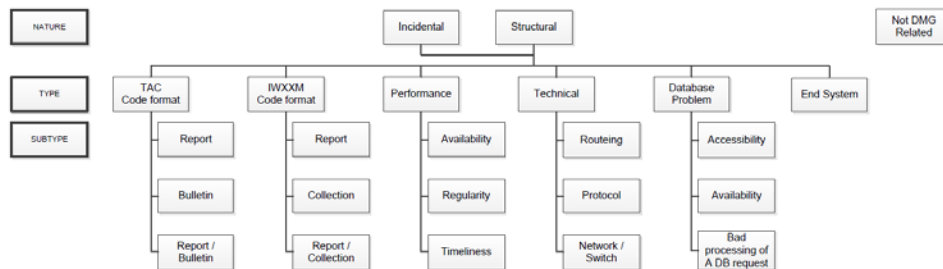 NATURE
Incidental
Structural
Not DMG
Related
TYPE
TAC
Code format
IWXXM
Code format
Performance
Technical
Database
Problem
End System
SUBTYPE
Report
Report
Availability
Routeing
Accessibility
Bulletin
Collection
Regularity
Protocol
Availability
Report /
Bulletin
Report /
Collection
Timeliness
Network /
Switch
Bad
processing of
A DB request